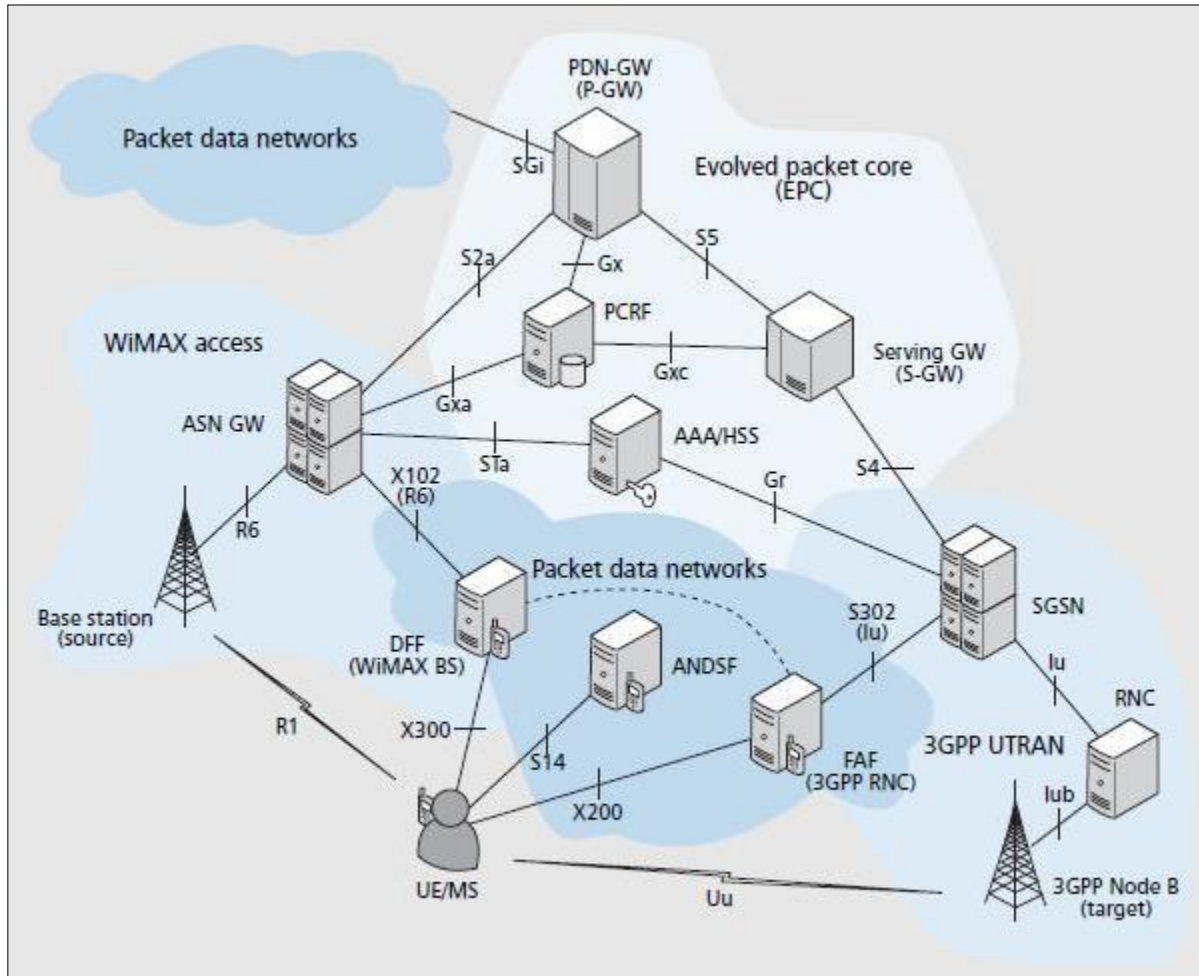 PDN-GW
(P-GW)
Packet data networks
SGi
Evolved packet core
(EPC)
S2a
S5
Gx
PCRF
WiMAX access
Gxc
Serving GW
(S-GW)
Gxa
ASN GW
AAA/HSS
STa
X102
(R6)
S4
Gr
R6
Packet data networks
Base station
(source)
S302
(Iu)
SGSN
DFF
(WiMAX BS)
ANDSF
Iu
RNC
R1
X300
S14
FAF
(3GPP RNC)
3GPP UTRAN
X200
Iub
UE/MS
Uu
3GPP Node B
(target)